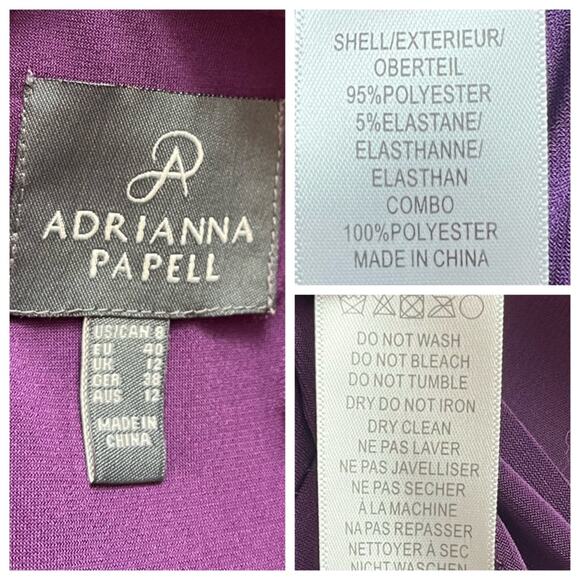 ADRIANNA
PAPELL
US/CAN 8
EU 40
UK 12
GER 38
AUS 12
MADE IN
CHINA
SHELL/EXTERIEUR/
OBERTEIL
95%POLYESTER
5%ELASTANE/
ELASTHANNE/
ELASTHAN
COMBO
100%POLYESTER
MADE IN CHINA
DO NOT WASH
DO NOT BLEACH
DO NOT TUMBLE
DRY DO NOT IRON
DRY CLEAN
NE PAS LAVER
NE PAS JAVELLISER
NE PAS SECHER
À LA MACHINE
NA PAS REPASSER
NETTOYER À SEC
NICHT WASCHEN